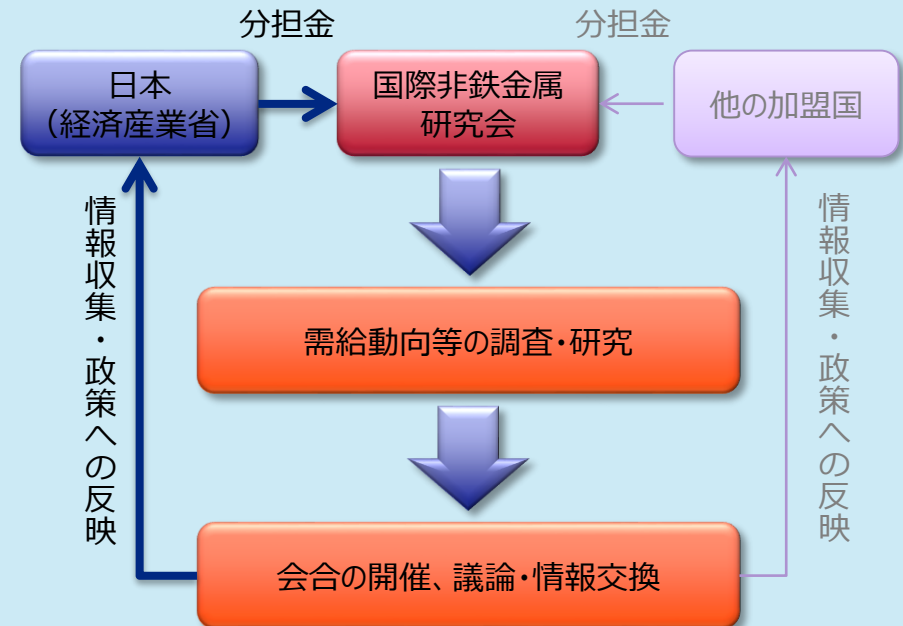 分担金
分担金
日本
（経済産業省）
国際非鉄金属
研究会
他の加盟国
情報収集・政策への反映
情報収集・政策への反映
需給動向等の調査・研究
会合の開催、議論・情報交換